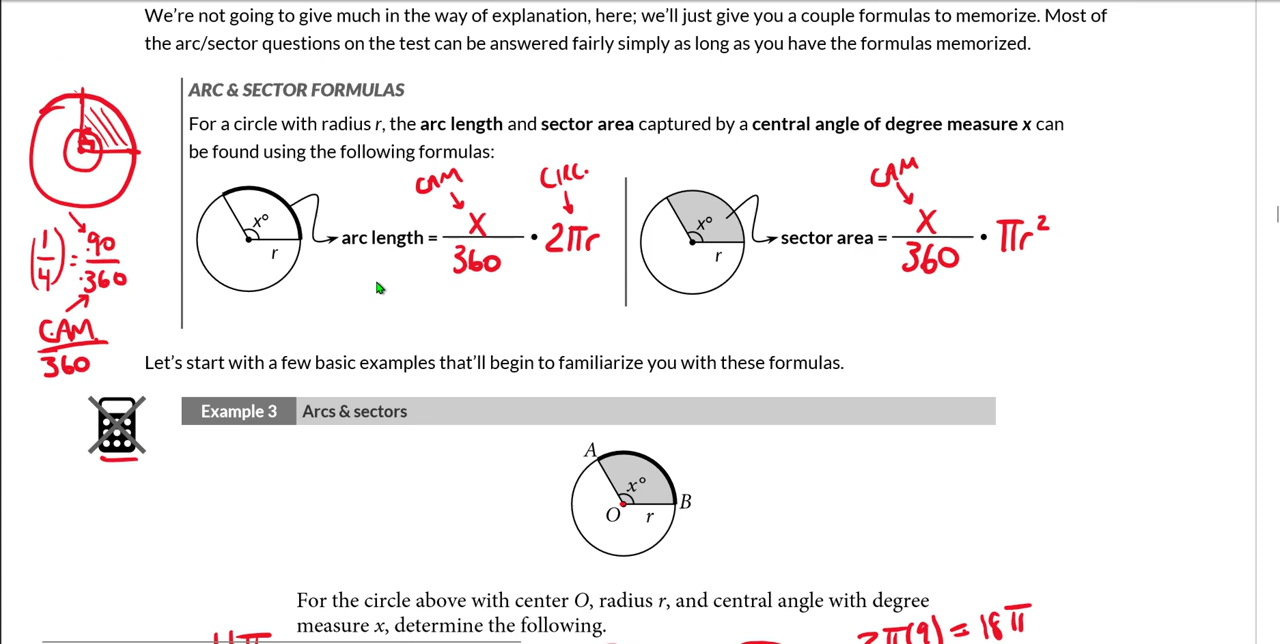 We're not going to give much in the way of explanation, here; we'll just give you a couple formulas to memorize. Most of
the arc/sector questions on the test can be answered fairly simply as long as you have the formulas memorized.
ARC & SECTOR FORMULAS
For a circle with radius r, the arc length and sector area captured by a central angle of degree measure x can
be found using the following formulas:
(1/4) = 90/360
C.A.M./360
CAM
CIRC.
x°
r
arc length = x/360 · 2πr
CAM
x°
r
sector area = x/360 · πr²
Let's start with a few basic examples that'll begin to familiarize you with these formulas.
Example 3 Arcs & sectors
A
x°
B
O
r
For the circle above with center O, radius r, and central angle with degree
measure x, determine the following.
2π(9) = 18π